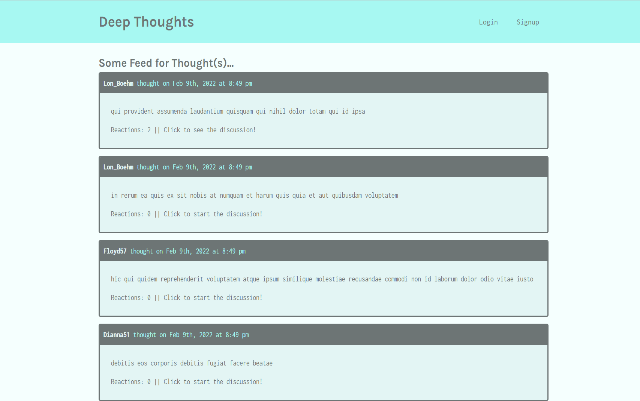 Deep Thoughts
Login
Signup
Some Feed for Thought(s)...
Lon_Boehm thought on Feb 9th, 2022 at 8:49 pm
qui provident assumenda laudantium quisquam qui nihil dolor totam qui id ipsa
Reactions: 2 || Click to see the discussion!
Lon_Boehm thought on Feb 9th, 2022 at 8:49 pm
in rerum ea quis ex sit nobis at numquam et harum quis quia et aut quibusdam voluptatem
Reactions: 0 || Click to start the discussion!
Floyd57 thought on Feb 9th, 2022 at 8:49 pm
hic qui quidem reprehenderit voluptatem atque ipsum similique molestiae recusandae commodi non id laborum dolor odio vitae iusto
Reactions: 0 || Click to start the discussion!
Dianna51 thought on Feb 9th, 2022 at 8:49 pm
debitis eos corporis debitis fugiat facere beatae
Reactions: 0 || Click to start the discussion!